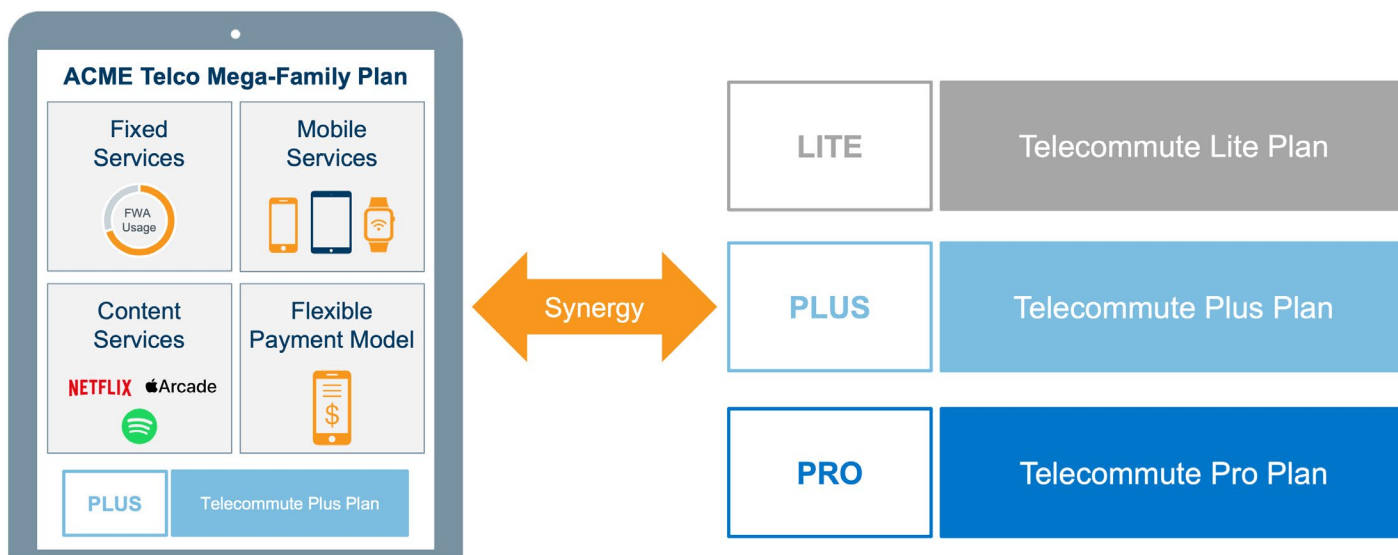 ACME Telco Mega-Family Plan
Fixed
Services
FWA
Usage
Mobile
Services
Content
Services
NETFLIX
Arcade
Flexible
Payment Model
$
PLUS
Telecommute Plus Plan
Synergy
LITE
Telecommute Lite Plan
PLUS
Telecommute Plus Plan
PRO
Telecommute Pro Plan